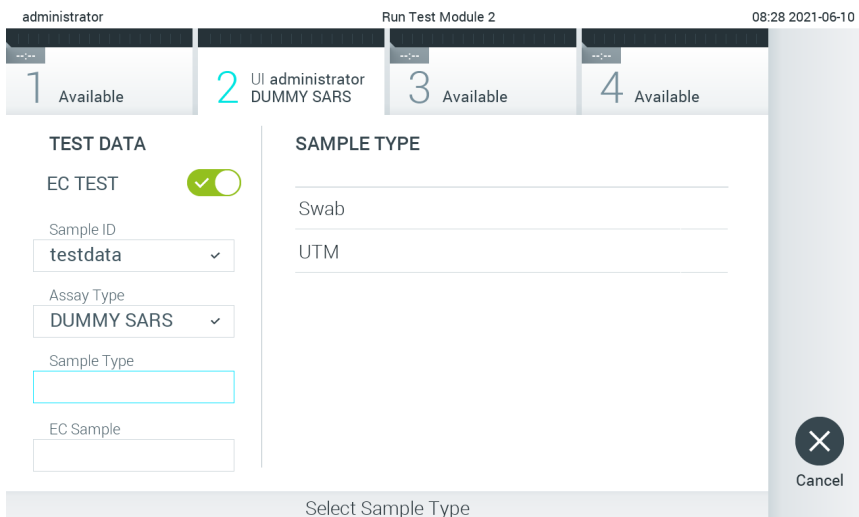 administrator Run Test Module 2 08:28 2021-06-10
--:-- --:-- --:--
1 Available
2 UI administrator
DUMMY SARS
3 Available
4 Available
TEST DATA
EC TEST
Sample ID
testdata
Assay Type
DUMMY SARS
Sample Type
EC Sample
SAMPLE TYPE
Swab
UTM
Cancel
Select Sample Type